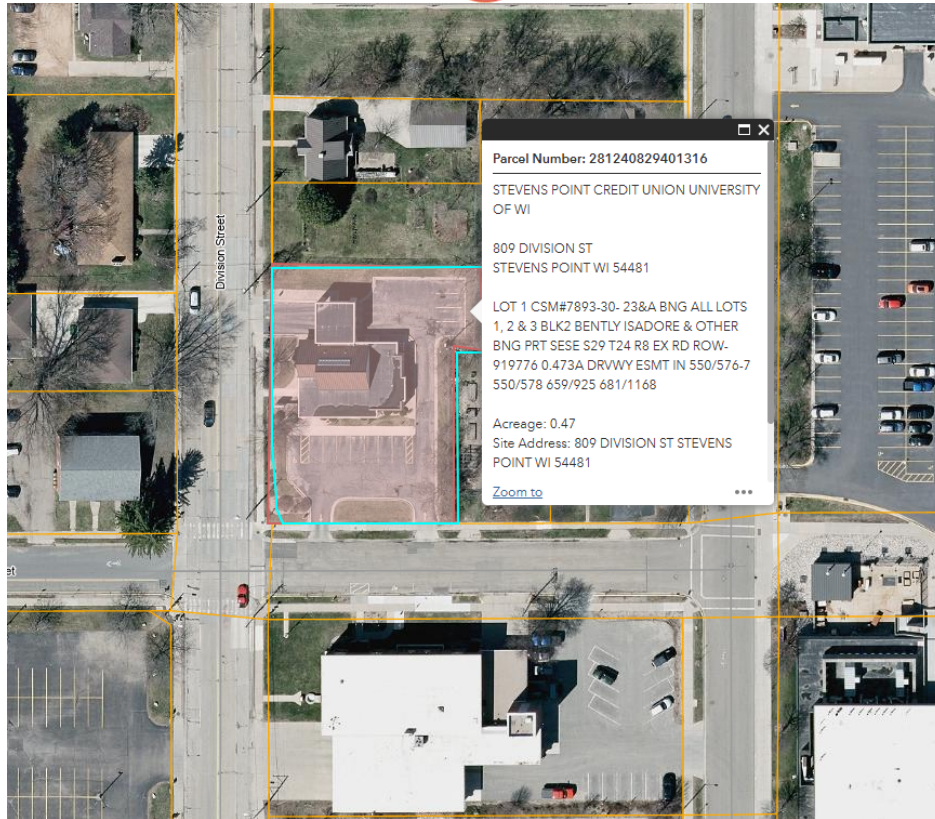 Division Street
Parcel Number: 281240829401316
STEVENS POINT CREDIT UNION UNIVERSITY
OF WI
809 DIVISION ST
STEVENS POINT WI 54481
LOT 1 CSM#7893-30- 23&A BNG ALL LOTS
1, 2 & 3 BLK2 BENTLY ISADORE & OTHER
BNG PRT SESE S29 T24 R8 EX RD ROW-
919776 0.473A DRVWY ESMT IN 550/576-7
550/578 659/925 681/1168
Acreage: 0.47
Site Address: 809 DIVISION ST STEVENS
POINT WI 54481
Zoom to